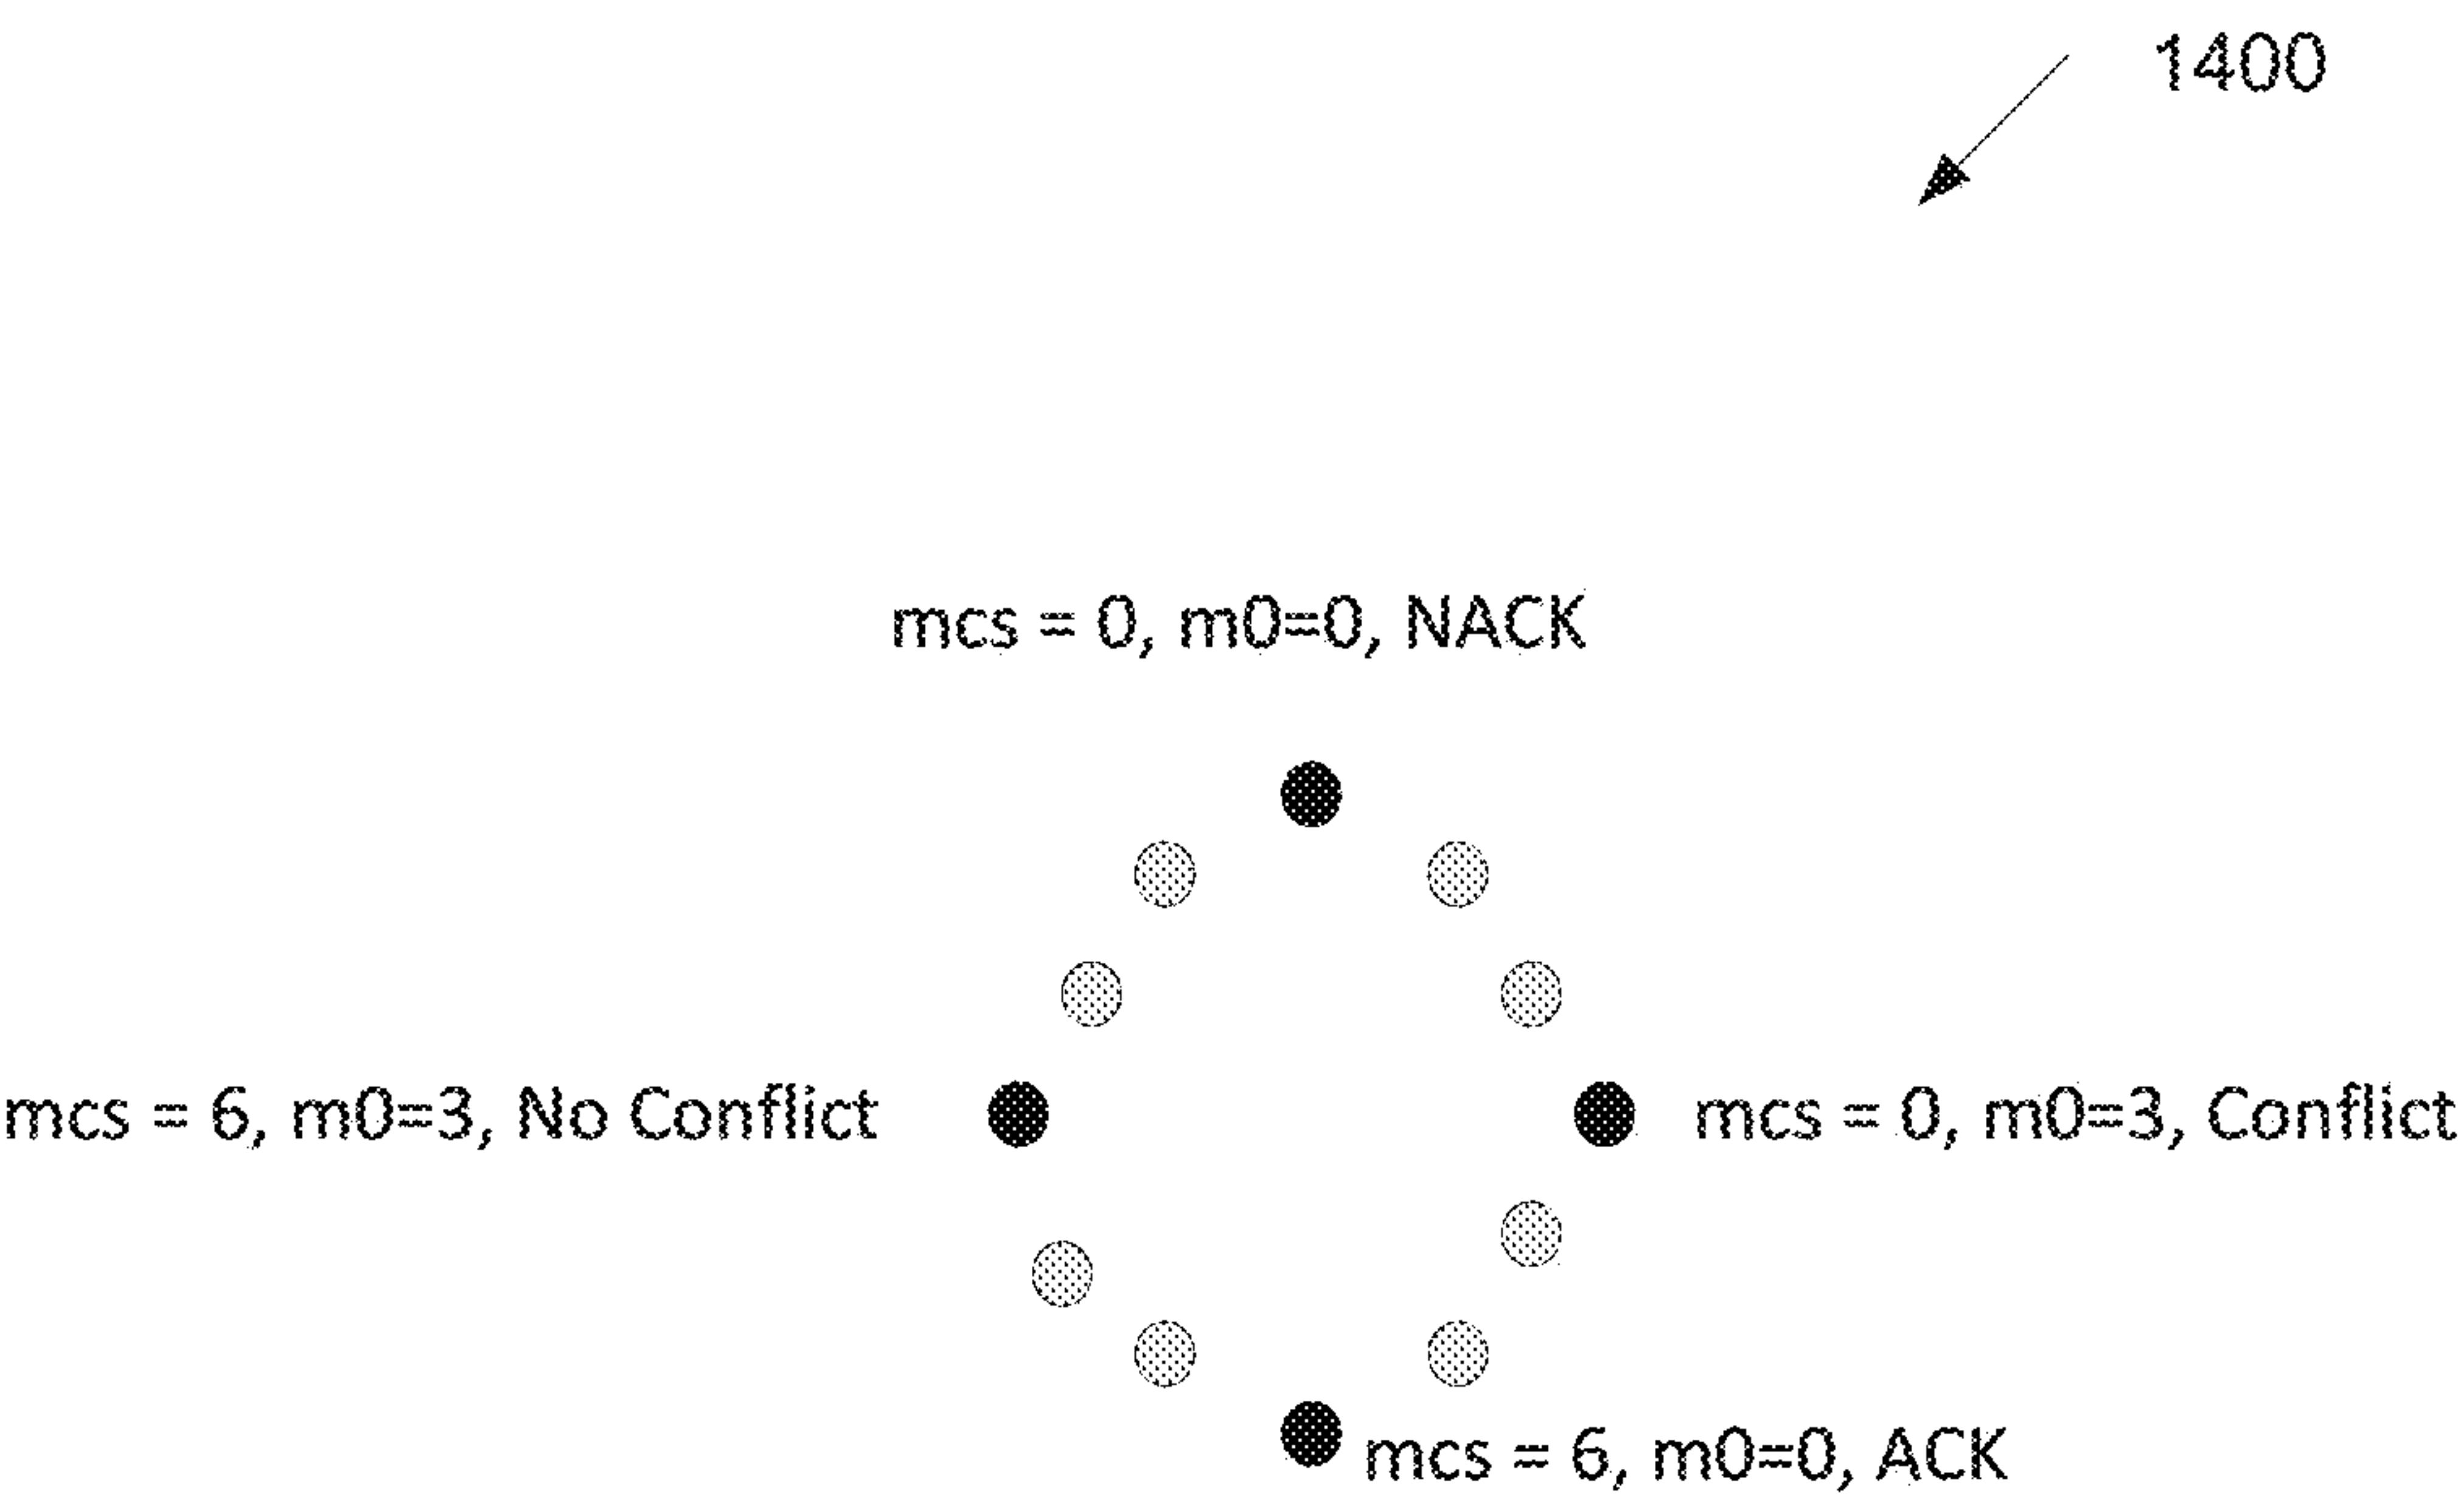 1400
mcs = 0, m0=0, NACK
mcs = 6, m0=3, No Conflict
mcs = 0, m0=3, Conflict
mcs = 6, m0=0, ACK